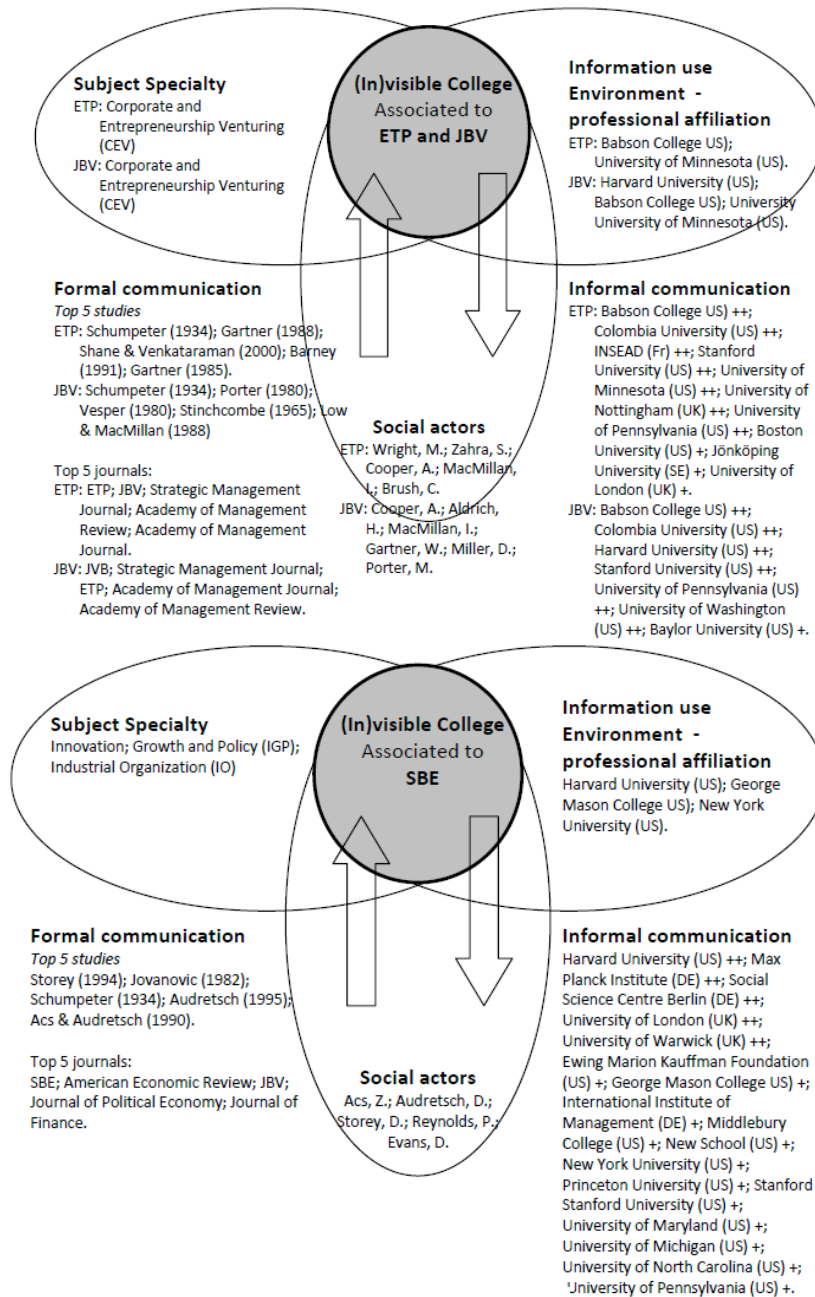 Subject Specialty
ETP: Corporate and
Entrepreneurship Venturing
(CEV)
JBV: Corporate and
Entrepreneurship Venturing
(CEV)
(In)visible College
Associated to
ETP and JBV
Information use
Environment -
professional affiliation
ETP: Babson College US);
University of Minnesota (US).
JBV: Harvard University (US);
Babson College US); University
University of Minnesota (US).
Formal communication
Top 5 studies
ETP: Schumpeter (1934); Gartner (1988);
Shane & Venkataraman (2000); Barney
(1991); Gartner (1985).
JBV: Schumpeter (1934); Porter (1980);
Vesper (1980); Stinchcombe (1965); Low
& MacMillan (1988)
Top 5 journals:
ETP: ETP; JBV; Strategic Management
Journal; Academy of Management
Review; Academy of Management
Journal.
JBV: JVB; Strategic Management Journal;
ETP; Academy of Management Journal;
Academy of Management Review.
Social actors
ETP: Wright, M.; Zahra, S.;
Cooper, A.; MacMillan,
I.; Brush, C.
JBV: Cooper, A.; Aldrich,
H.; MacMillan, I.;
Gartner, W.; Miller, D.;
Porter, M.
Informal communication
ETP: Babson College US) ++;
Colombia University (US) ++;
INSEAD (Fr) ++; Stanford
University (US) ++; University of
Minnesota (US) ++; University of
Nottingham (UK) ++; University
of Pennsylvania (US) ++; Boston
University (US) +; Jönköping
University (SE) +; University of
London (UK) +.
JBV: Babson College US) ++;
Colombia University (US) ++;
Harvard University (US) ++;
Stanford University (US) ++;
University of Pennsylvania (US)
++; University of Washington
(US) ++; Baylor University (US) +.
Subject Specialty
Innovation; Growth and Policy (IGP);
Industrial Organization (IO)
(In)visible College
Associated to
SBE
Information use
Environment -
professional affiliation
Harvard University (US); George
Mason College US); New York
University (US).
Formal communication
Top 5 studies
Storey (1994); Jovanovic (1982);
Schumpeter (1934); Audretsch (1995);
Acs & Audretsch (1990).
Top 5 journals:
SBE; American Economic Review; JBV;
Journal of Political Economy; Journal of
Finance.
Social actors
Acs, Z.; Audretsch, D.;
Storey, D.; Reynolds, P.;
Evans, D.
Informal communication
Harvard University (US) ++; Max
Planck Institute (DE) ++; Social
Science Centre Berlin (DE) ++;
University of London (UK) ++;
University of Warwick (UK) ++;
Ewing Marion Kauffman Foundation
(US) +; George Mason College US) +;
International Institute of
Management (DE) +; Middlebury
College (US) +; New School (US) +;
New York University (US) +;
Princeton University (US) +; Stanford
Stanford University (US) +;
University of Maryland (US) +;
University of Michigan (US) +;
University of North Carolina (US) +;
University of Pennsylvania (US) +.